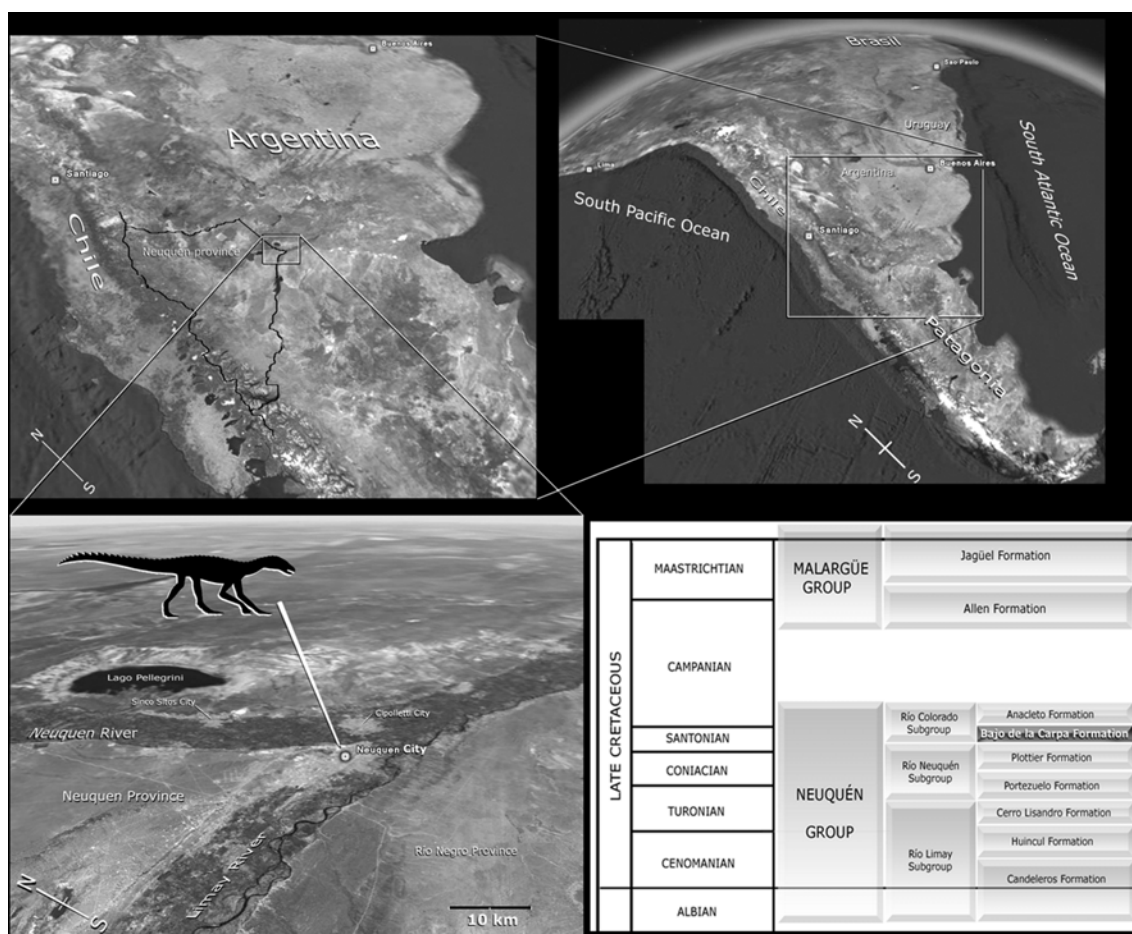 Buenos Aires
Argentina
Santiago
Chile
Neuquen province
N
S
Brasil
Sao Paulo
Uruguay
Lima
Argentina
Buenos Aires
South Atlantic Ocean
South Pacific Ocean
Chile
Santiago
Patagonia
N
S
Lago Pellegrini
Sinco Sltos City
Cipolletti City
Neuquen River
Neuquen City
Neuquen Province
Limay River
Río Negro Province
N
S
10 km
LATE CRETACEOUS
MAASTRICHTIAN
CAMPANIAN
SANTONIAN
CONIACIAN
TURONIAN
CENOMANIAN
ALBIAN
MALARGÜE
GROUP
NEUQUÉN
GROUP
Jagüel Formation
Allen Formation
Río Colorado
Subgroup
Río Neuquén
Subgroup
Río Limay
Subgroup
Anacleto Formation
Bajo de la Carpa Formation
Plottier Formation
Portezuelo Formation
Cerro Lisandro Formation
Huincul Formation
Candeleros Formation